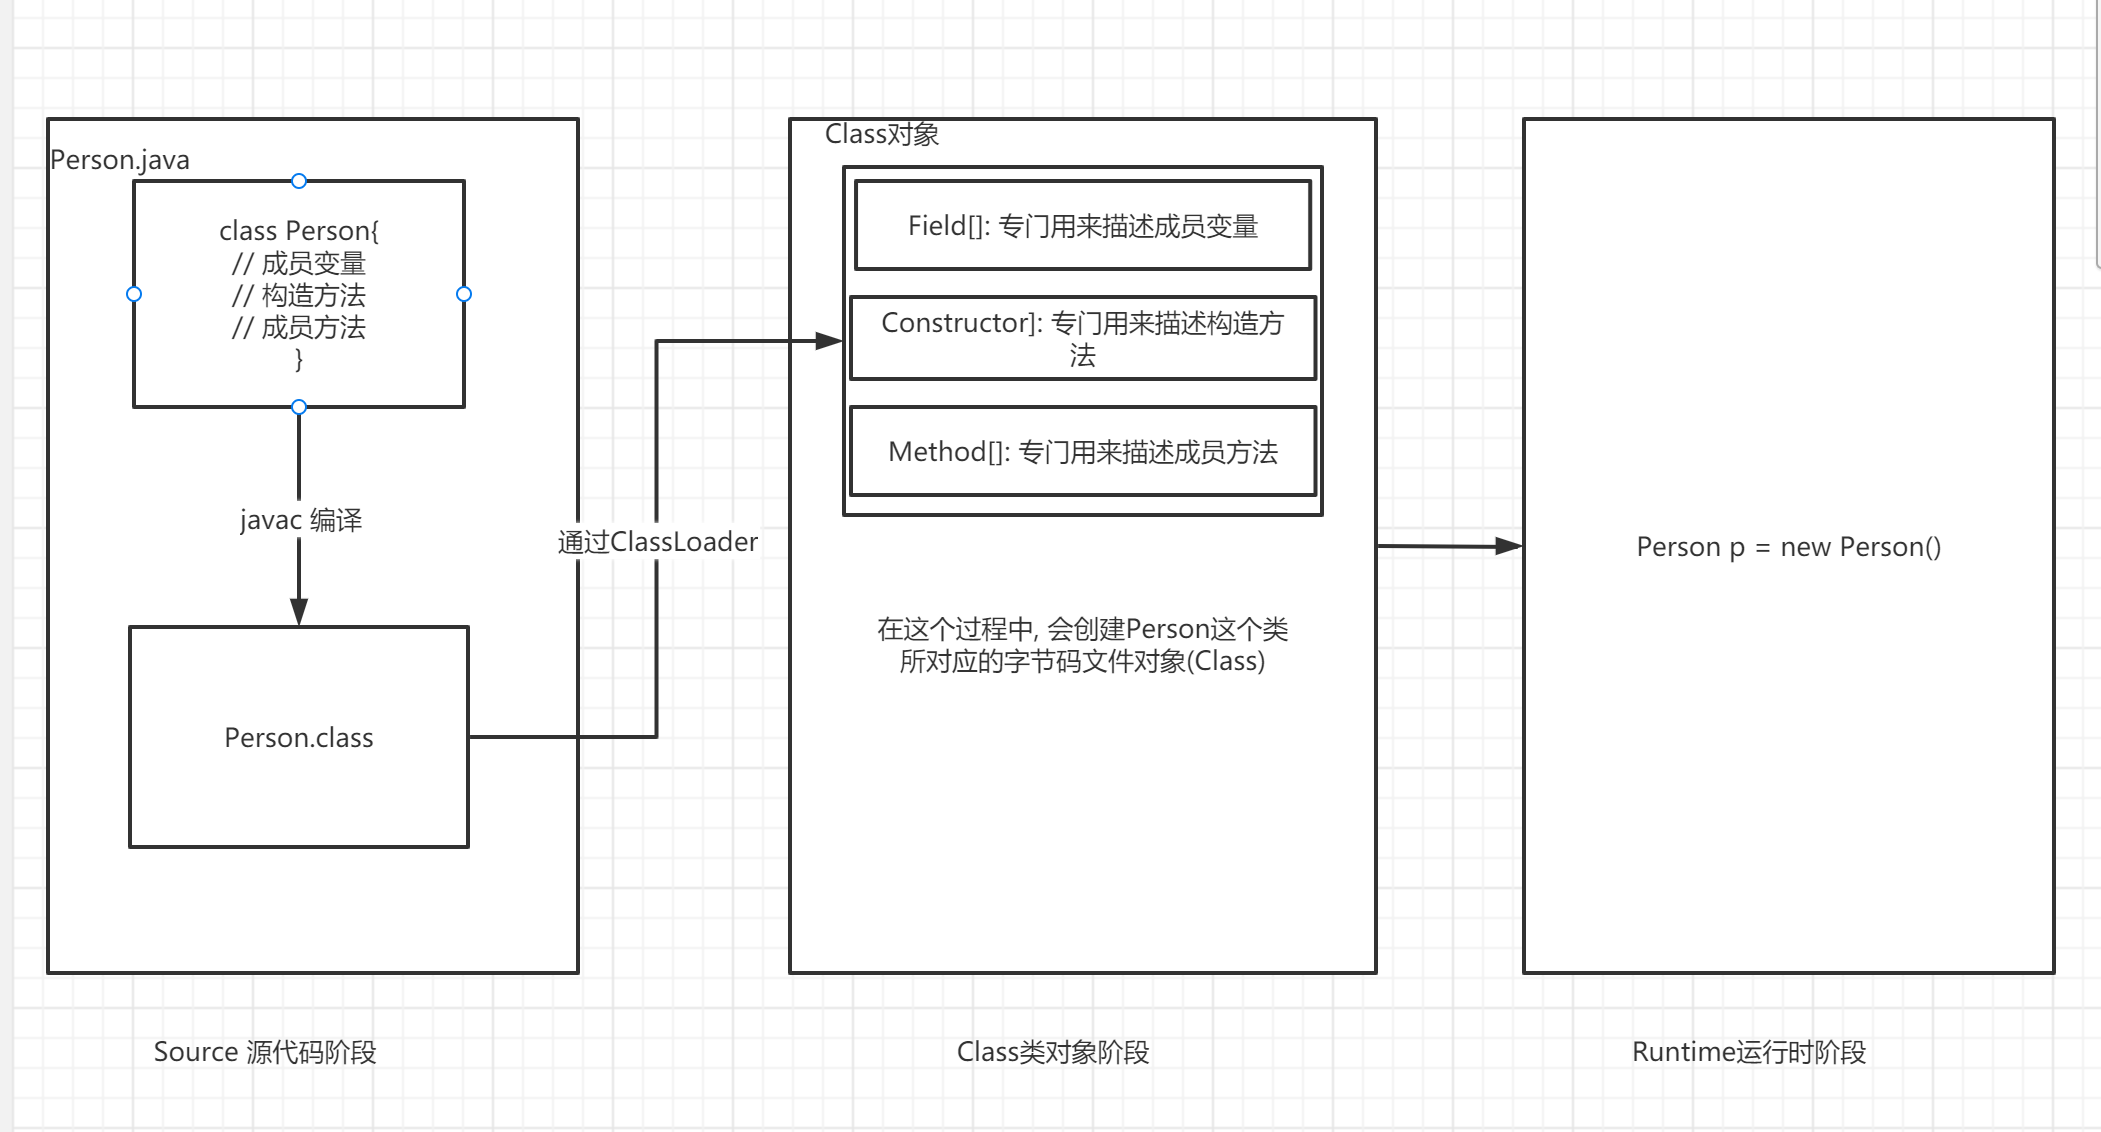 Person.java
class Person{
// 成员变量
// 构造方法
// 成员方法
}
javac 编译
Person.class
通过ClassLoader
Class对象
Field[]: 专门用来描述成员变量
Constructor]: 专门用来描述构造方
法
Method[]: 专门用来描述成员方法
在这个过程中, 会创建Person这个类
所对应的字节码文件对象(Class)
Person p = new Person()
Source 源代码阶段
Class类对象阶段
Runtime运行时阶段